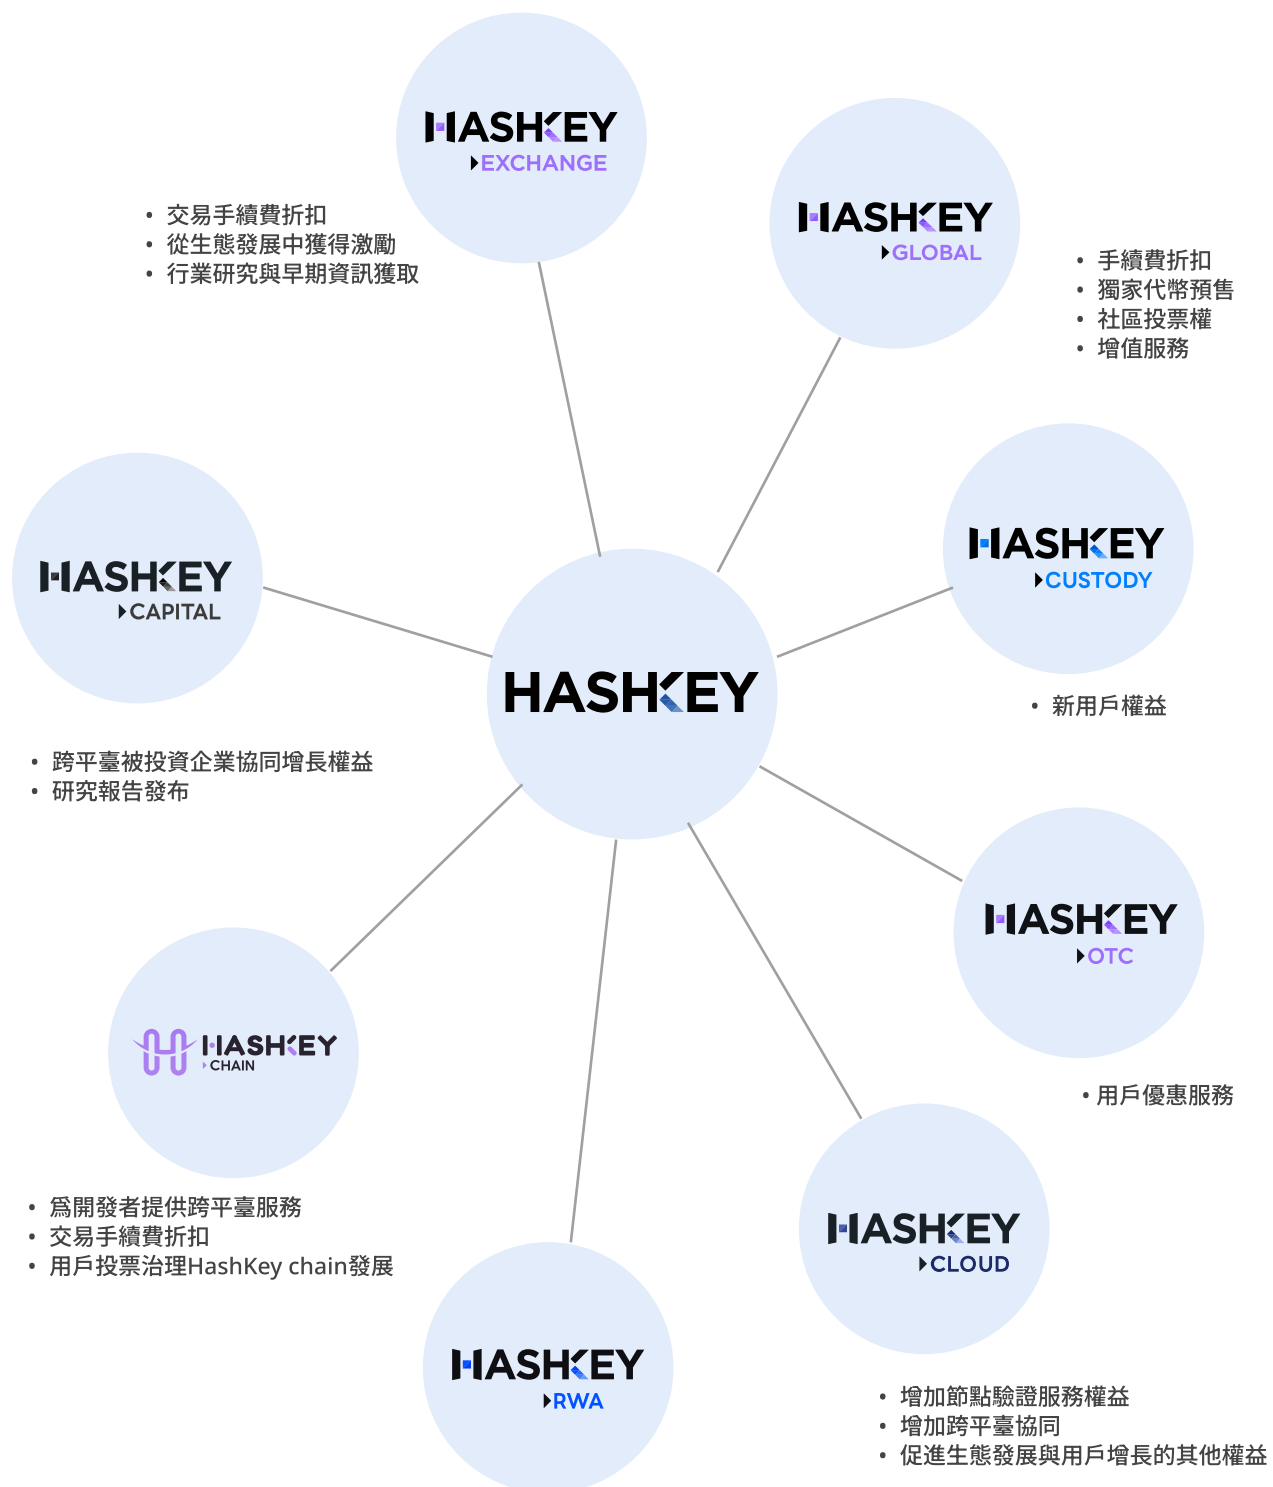 HASHKEY
EXCHANGE
• 交易手續費折扣
• 從生態發展中獲得激勵
• 行業研究與早期資訊獲取
HASHKEY
GLOBAL
• 手續費折扣
• 獨家代幣預售
• 社區投票權
• 增值服務
HASHKEY
CAPITAL
• 跨平臺被投資企業協同增長權益
• 研究報告發布
HASHKEY
HASHKEY
CUSTODY
• 新用戶權益
HASHKEY
OTC
• 用戶優惠服務
HASHKEY
CHAIN
• 爲開發者提供跨平臺服務
• 交易手續費折扣
• 用戶投票治理HashKey chain發展
HASHKEY
RWA
HASHKEY
CLOUD
• 增加節點驗證服務權益
• 增加跨平臺協同
• 促進生態發展與用戶增長的其他權益